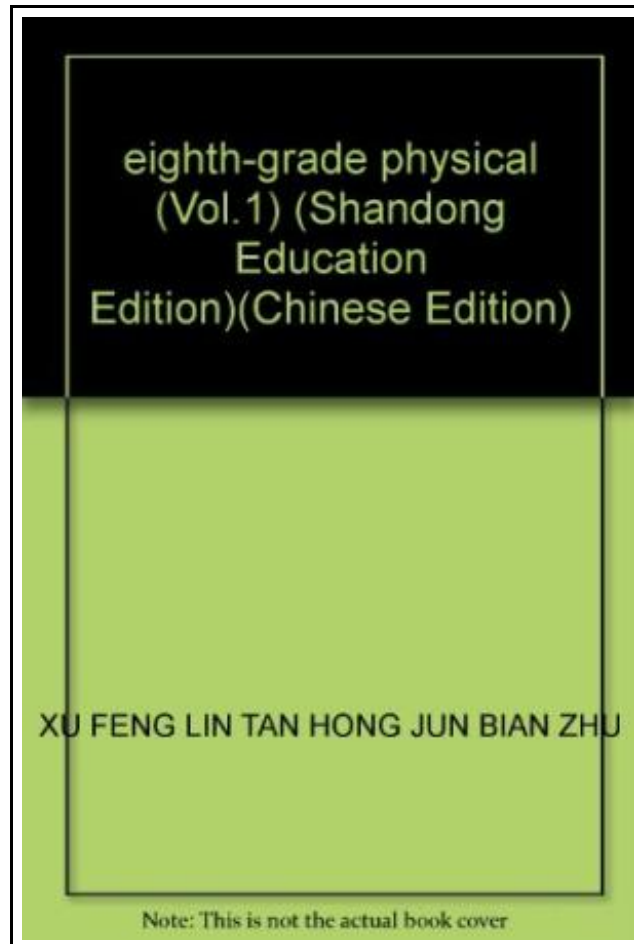 eighth-grade physical
(Vol.1) (Shandong
Education
Edition)(Chinese Edition)
XU FENG LIN TAN HONG JUN BIAN ZHU
Note: This is not the actual book cover